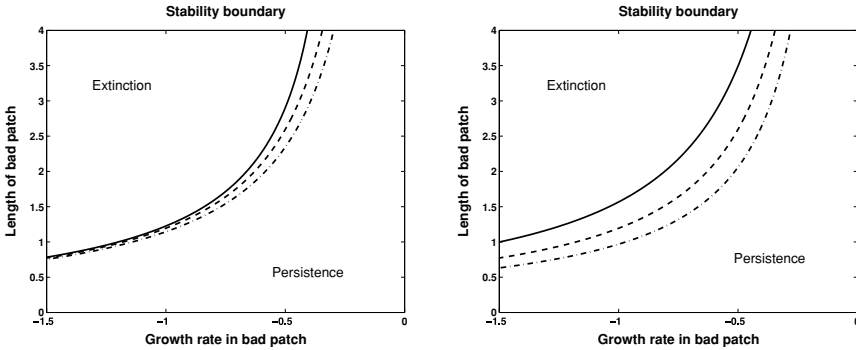 Stability boundary
4
3.5
3
2.5
2
1.5
1
0.5
0
Length of bad patch
Extinction
Persistence
−1.5
−1
−0.5
0
Growth rate in bad patch
Stability boundary
4
3.5
3
2.5
2
1.5
1
0.5
0
Length of bad patch
Extinction
Persistence
−1.5
−1
−0.5
0
Growth rate in bad patch